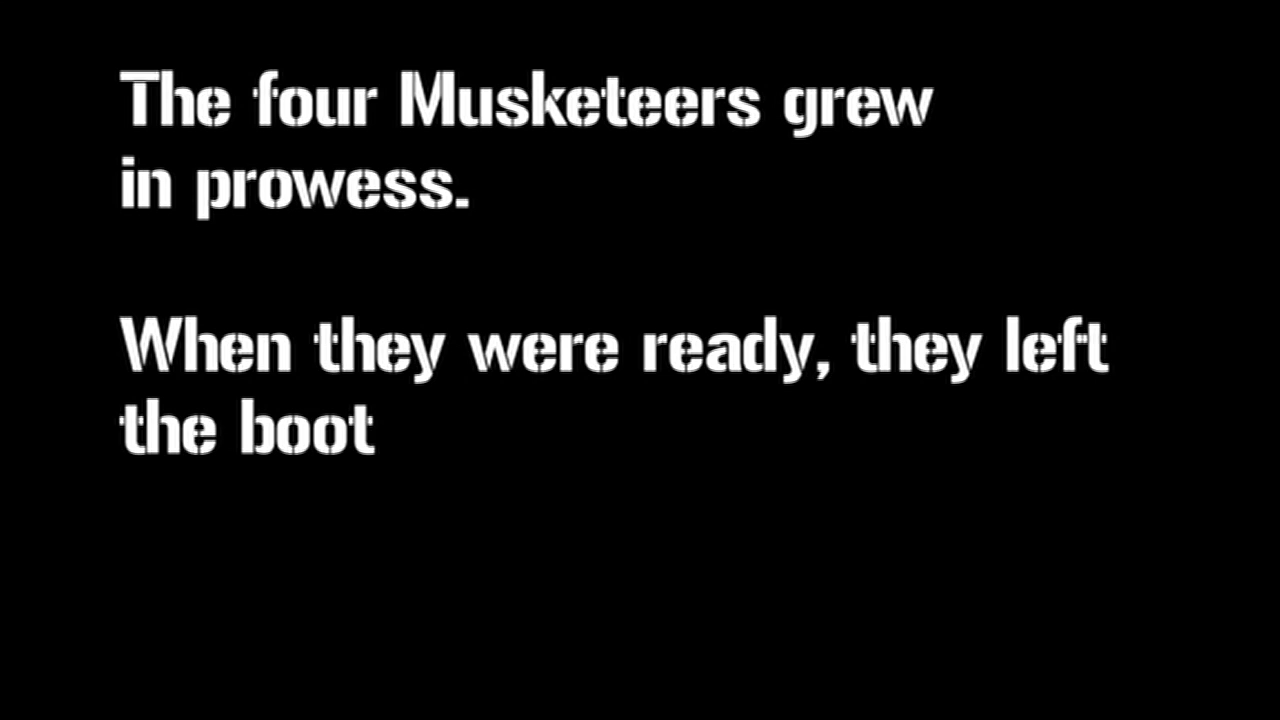 The four Musketeers grew
in prowess.
When they were ready, they left
the boot